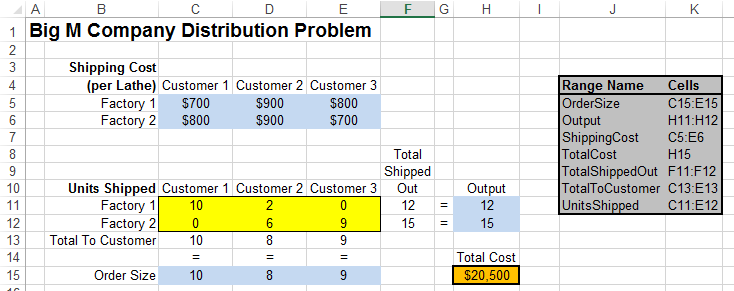 A B C D E F G H I J K
1 Big M Company Distribution Problem
2
3 Shipping Cost
4 (per Lathe) Customer 1 Customer 2 Customer 3 Range Name Cells
5 Factory 1 $700 $900 $800 OrderSize C15:E15
6 Factory 2 $800 $900 $700 Output H11:H12
7 ShippingCost C5:E6
8 Total TotalCost H15
9 Shipped TotalShippedOut F11:F12
10 Units Shipped Customer 1 Customer 2 Customer 3 Out Output TotalToCustomer C13:E13
11 Factory 1 10 2 0 12 = 12 UnitsShipped C11:E12
12 Factory 2 0 6 9 15 = 15
13 Total To Customer 10 8 9
14 = = = Total Cost
15 Order Size 10 8 9 $20,500